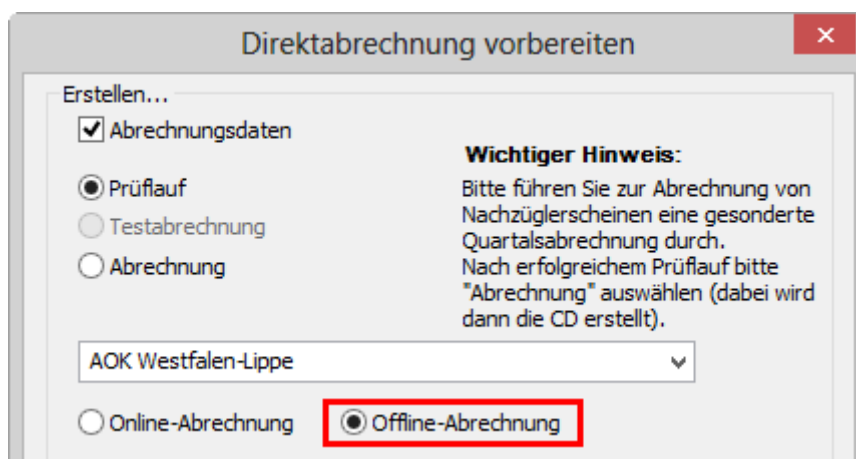 Direktabrechnung vorbereiten
Erstellen...
Abrechnungsdaten
Wichtiger Hinweis:
Prüflauf
Testabrechnung
Abrechnung
Bitte führen Sie zur Abrechnung von
Nachzüglerscheinen eine gesonderte
Quartalsabrechnung durch.
Nach erfolgreichem Prüflauf bitte
"Abrechnung" auswählen (dabei wird
dann die CD erstellt).
AOK Westfalen-Lippe
Online-Abrechnung
Offline-Abrechnung